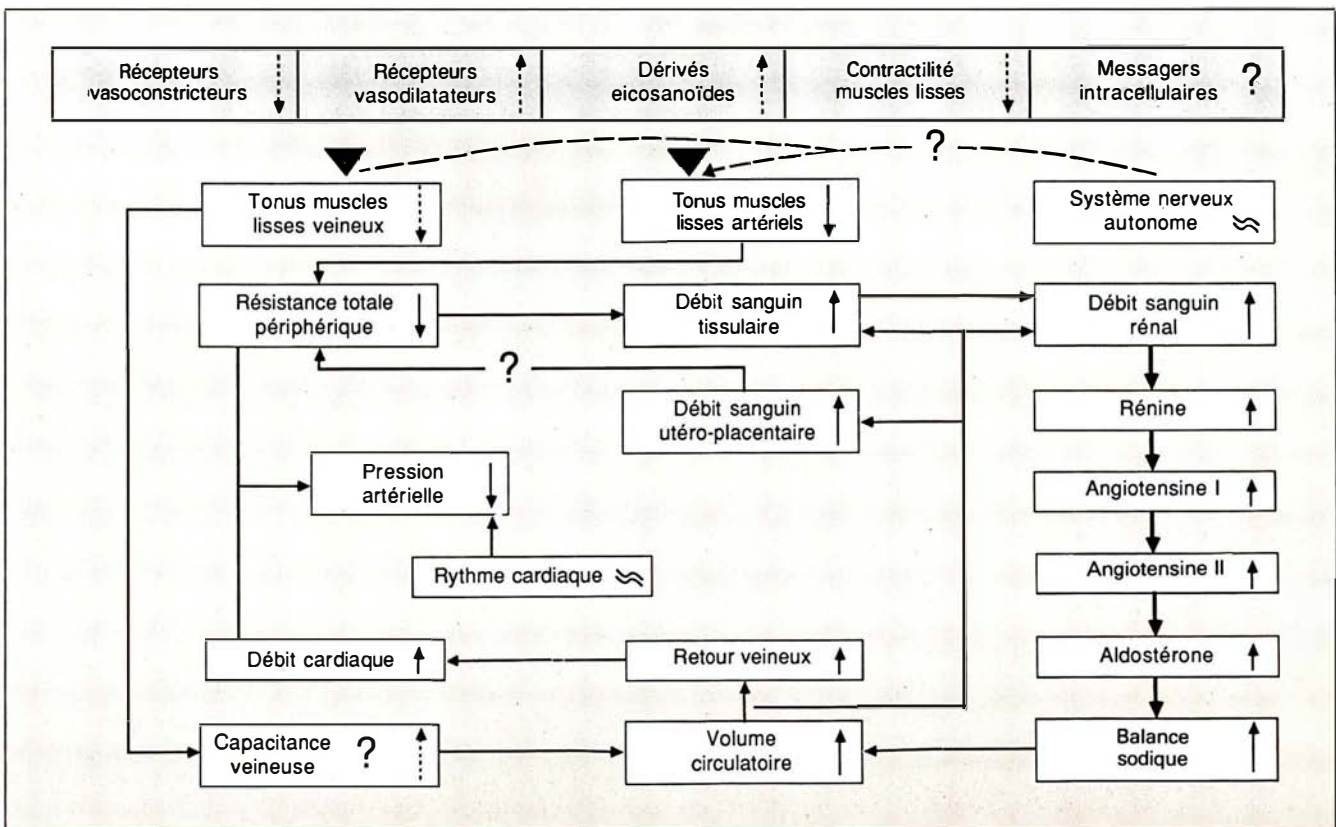 Récepteurs
vasoconstricteurs
Récepteurs
vasodilatateurs
Dérivés
eicosanoïdes
Contractilité
muscles lisses
Messager
intracellulaires
?
?
Tonus muscles
lisses veineux
Tonus muscles
lisses artériels
Système nerveux
autonome
Résistance totale
périphérique
Débit sanguin
tissulaire
Débit sanguin
rénal
?
Débit sanguin
utéro-placentaire
Rénine
Pression
artérielle
Angiotensine I
Rythme cardiaque
Angiotensine II
Débit cardiaque
Retour veineux
Aldostérone
Capacitance
veineuse
?
Volume
circulatoire
Balance
sodique